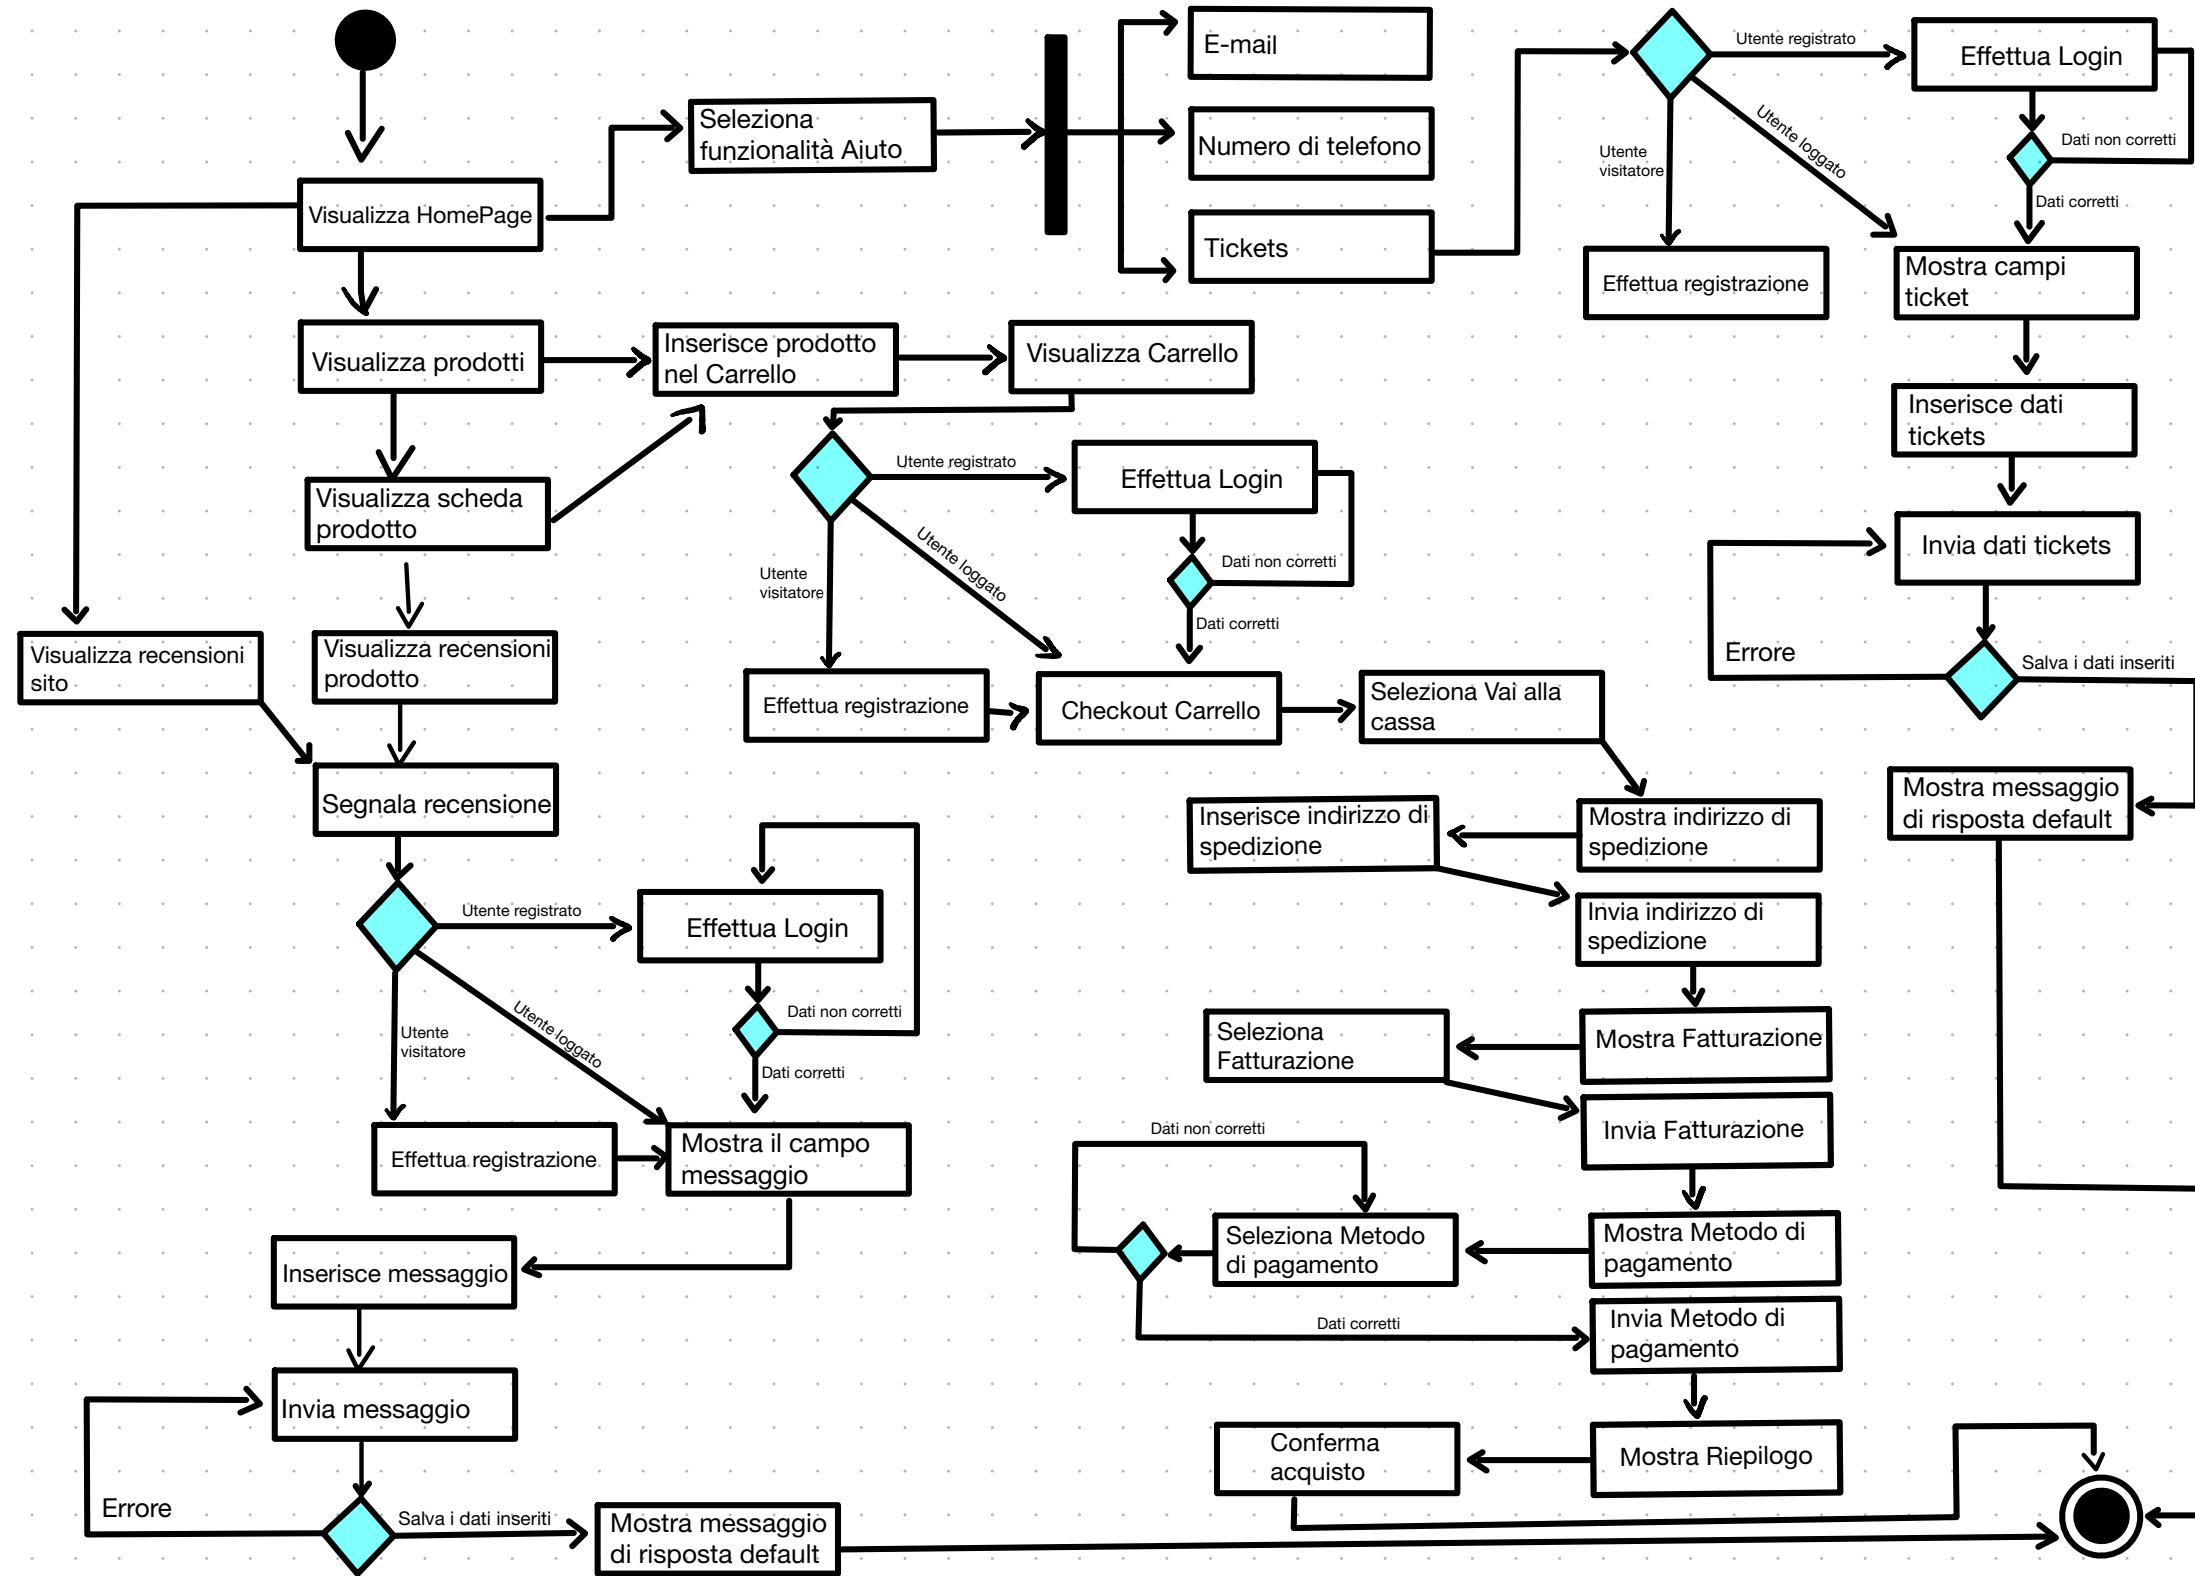 E-mail
Utente registrato
Effettua Login
Seleziona
funzionalità Aiuto
Numero di telefono
Utente
visitatore
Utente loggato
Dati non corretti
Dati corretti
Visualizza HomePage
Tickets
Effettua registrazione
Mostra campi
ticket
Visualizza prodotti
Inserisce prodotto
nel Carrello
Visualizza Carrello
Inserisce dati
tickets
Utente registrato
Effettua Login
Visualizza scheda
prodotto
Utente
visitatore
Utente loggato
Dati non corretti
Dati corretti
Invia dati tickets
Errore
Salva i dati inseriti
Visualizza recensioni
sito
Visualizza recensioni
prodotto
Effettua registrazione
Checkout Carrello
Seleziona Vai alla
cassa
Segnala recensione
Inserisce indirizzo di
spedizione
Mostra indirizzo di
spedizione
Mostra messaggio
di risposta default
Utente registrato
Effettua Login
Invia indirizzo di
spedizione
Utente
visitatore
Utente loggato
Dati non corretti
Dati corretti
Seleziona
Fatturazione
Mostra Fatturazione
Effettua registrazione
Mostra il campo
messaggio
Dati non corretti
Invia Fatturazione
Inserisce messaggio
Seleziona Metodo
di pagamento
Mostra Metodo di
pagamento
Dati corretti
Invia Metodo di
pagamento
Invia messaggio
Conferma
acquisto
Mostra Riepilogo
Errore
Salva i dati inseriti
Mostra messaggio
di risposta default